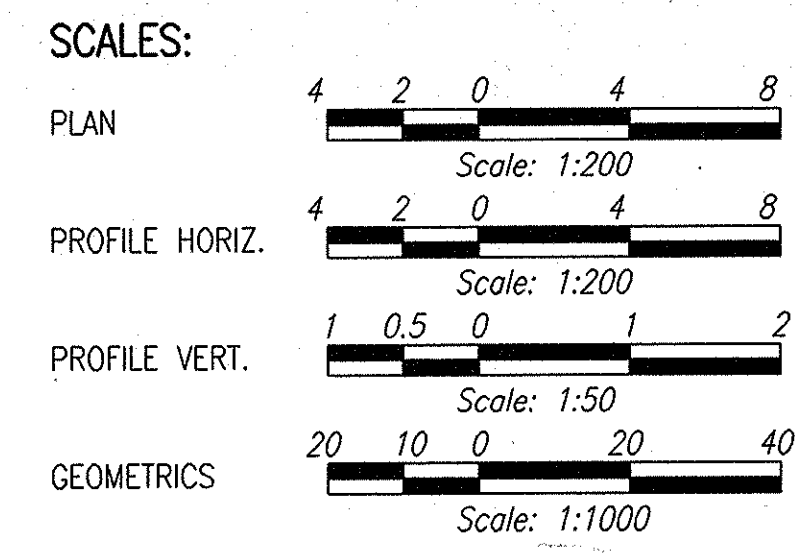 SCALES:
4 2 0 4 8
PLAN
Scale: 1:200
4 2 0 4 8
PROFILE HORIZ.
Scale: 1:200
1 0.5 0 1 2
PROFILE VERT.
Scale: 1:50
20 10 0 20 40
GEOMETRICS
Scale: 1:1000